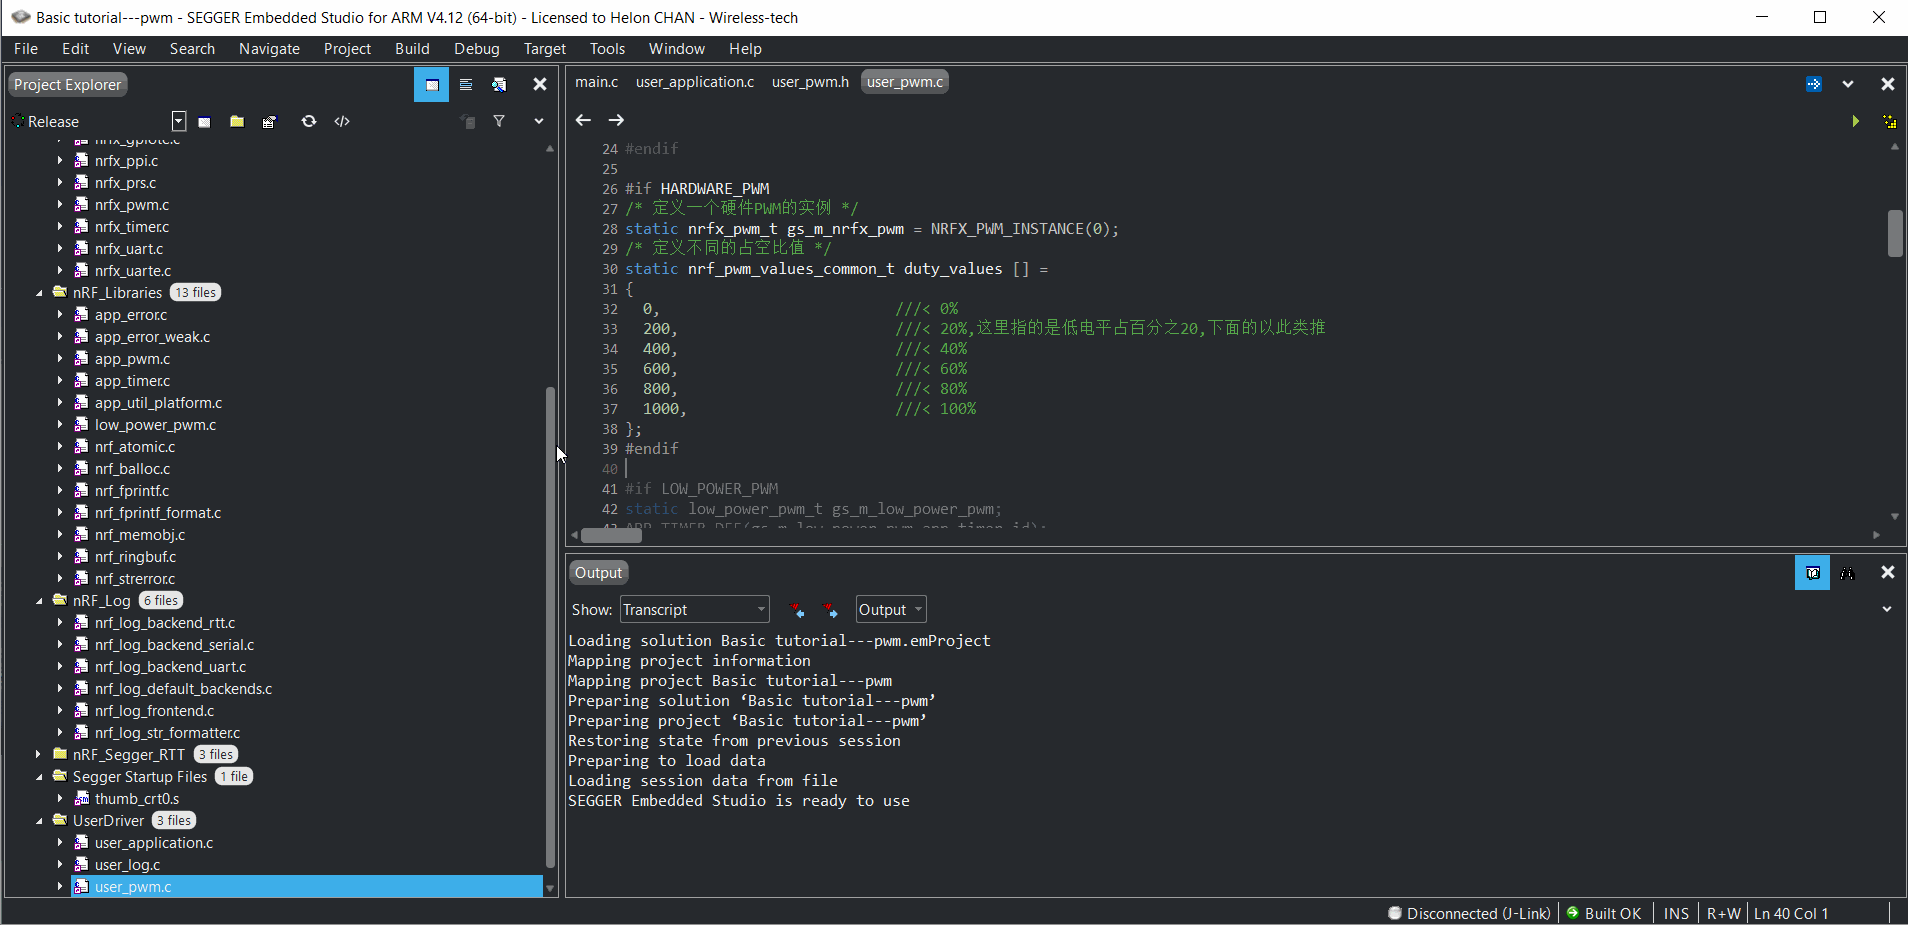 Basic tutorial---pwm - SEGGER Embedded Studio for ARM V4.12 (64-bit) - Licensed to Helon CHAN - Wireless-tech
File Edit View Search Navigate Project Build Debug Target Tools Window Help
Project Explorer
Release
nrfx_gpiote.c
nrfx_ppi.c
nrfx_prs.c
nrfx_pwm.c
nrfx_timer.c
nrfx_uart.c
nrfx_uarte.c
nRF_Libraries 13 files
app_error.c
app_error_weak.c
app_pwm.c
app_timer.c
app_util_platform.c
low_power_pwm.c
nrf_atomic.c
nrf_balloc.c
nrf_fprintf.c
nrf_fprintf_format.c
nrf_memobj.c
nrf_ringbuf.c
nrf_strerror.c
nRF_Log 6 files
nrf_log_backend_rtt.c
nrf_log_backend_serial.c
nrf_log_backend_uart.c
nrf_log_default_backends.c
nrf_log_frontend.c
nrf_log_str_formatter.c
nRF_Segger_RTT 3 files
Segger Startup Files 1 file
thumb_crt0.s
UserDriver 3 files
user_application.c
user_log.c
user_pwm.c
main.c user_application.c user_pwm.h user_pwm.c
24 #endif
25
26 #if HARDWARE_PWM
27 /* 定义一个硬件PWM的实例 */
28 static nrfx_pwm_t gs_m_nrfx_pwm = NRFX_PWM_INSTANCE(0);
29 /* 定义不同的占空比值 */
30 static nrf_pwm_values_common_t duty_values [] =
31 {
32 0, ///< 0%
33 200, ///< 20%,这里指的是低电平占百分之20,下面的以此类推
34 400, ///< 40%
35 600, ///< 60%
36 800, ///< 80%
37 1000, ///< 100%
38 };
39 #endif
40
41 #if LOW_POWER_PWM
42 static low_power_pwm_t gs_m_low_power_pwm;
43 APP_TIMER_DEF(gs_m_low_power_pwm_app_timer_id);
Output
Show: Transcript Output
Loading solution Basic tutorial---pwm.emProject
Mapping project information
Mapping project Basic tutorial---pwm
Preparing solution ‘Basic tutorial---pwm’
Preparing project ‘Basic tutorial---pwm’
Restoring state from previous session
Preparing to load data
Loading session data from file
SEGGER Embedded Studio is ready to use
Disconnected (J-Link) Built OK INS R+W Ln 40 Col 1